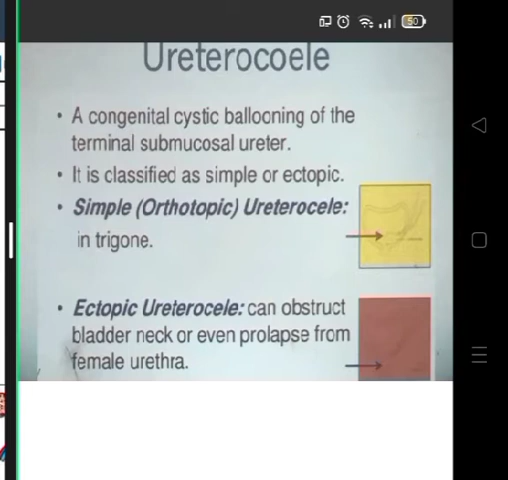 50
Ureterocoele
• A congenital cystic ballooning of the
terminal submucosal ureter.
• It is classified as simple or ectopic.
• Simple (Orthotopic) Ureterocele:
in trigone.
• Ectopic Ureterocele: can obstruct
bladder neck or even prolapse from
female urethra.